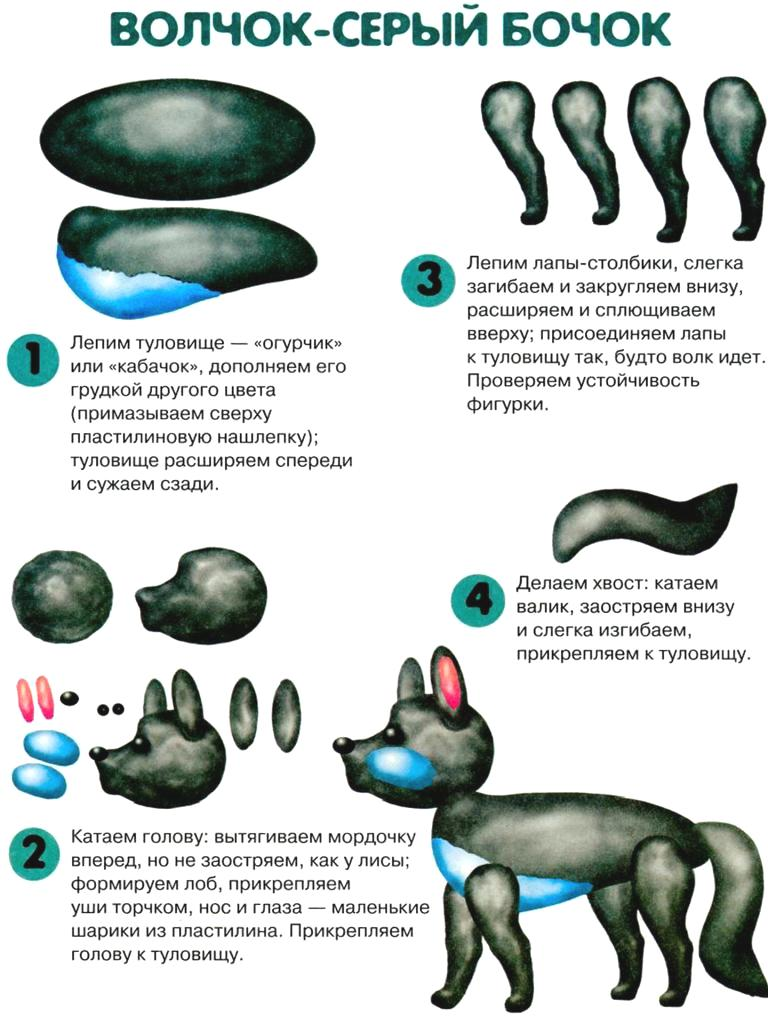 ВОЛЧОК-СЕРЫЙ БОЧОК
1
Лепим туловище — «огурчик»
или «кабачок», дополняем его
грудкой другого цвета
(примазываем сверху
пластилиновую нашлепку);
туловище расширяем спереди
и сужаем сзади.
2
Катаем голову: вытягиваем мордочку
вперед, но не заостряем, как у лисы;
формируем лоб, прикрепляем
уши торчком, нос и глаза — маленькие
шарики из пластилина. Прикрепляем
голову к туловищу.
3
Лепим лапы-столбики, слегка
загибаем и закругляем внизу,
расширяем и сплющиваем
вверху; присоединяем лапы
к туловищу так, будто волк идет.
Проверяем устойчивость
фигурки.
4
Делаем хвост: катаем
валик, заостряем внизу
и слегка изгибаем,
прикрепляем к туловищу.